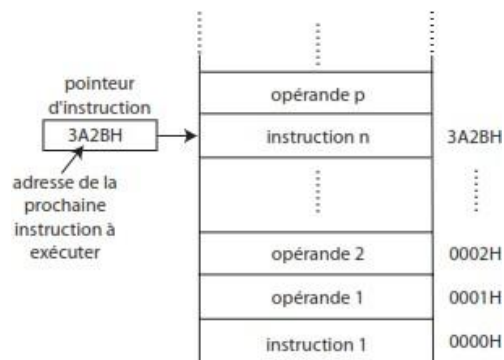 pointeur
d'instruction
3A2BH
adresse de la
prochaine
instruction à
exécuter
opérande p
instruction n
3A2BH
opérande 2
0002H
opérande 1
0001H
instruction 1
0000H